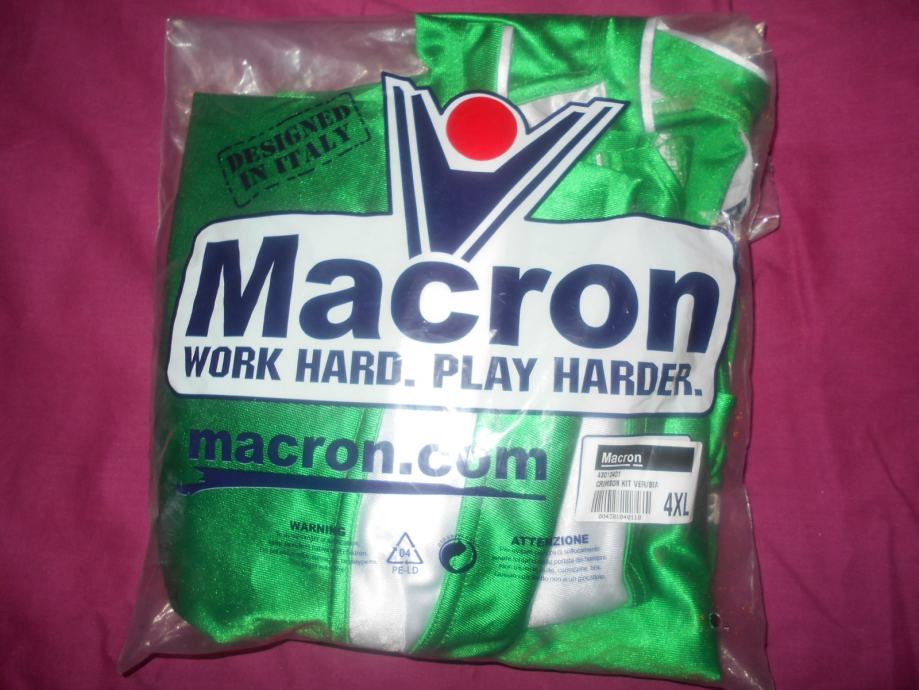 DESIGNED
IN ITALY
Macron
WORK HARD. PLAY HARDER.
macron.com
Macron
CRIMSON KIT VER/BIA
4XL
WARNING
04
PE-LD
ATTENZIONE